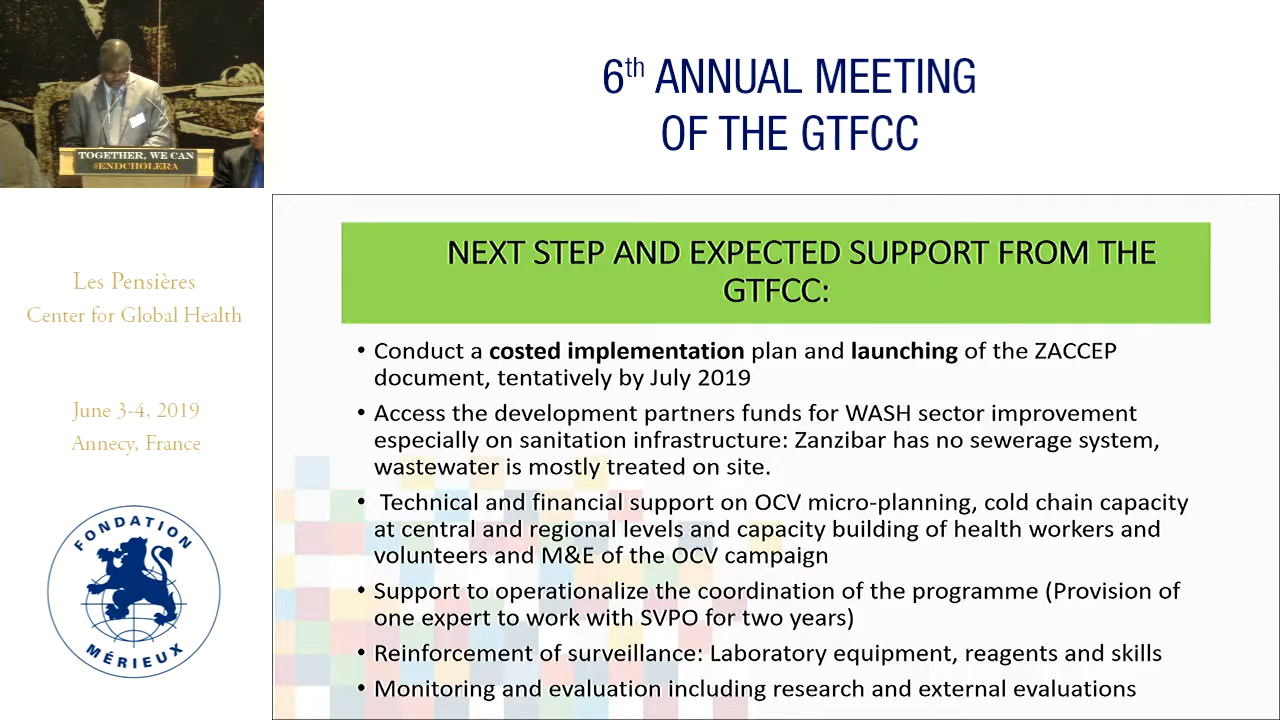 TOGETHER, WE CAN
#ENDCHOLERA
6th ANNUAL MEETING
OF THE GTFCC
Les Pensières
Center for Global Health
June 3-4, 2019
Annecy, France
FONDATION
MÉRIEUX
NEXT STEP AND EXPECTED SUPPORT FROM THE
GTFCC:
• Conduct a costed implementation plan and launching of the ZACCEP
document, tentatively by July 2019
• Access the development partners funds for WASH sector improvement
especially on sanitation infrastructure: Zanzibar has no sewerage system,
wastewater is mostly treated on site.
• Technical and financial support on OCV micro-planning, cold chain capacity
at central and regional levels and capacity building of health workers and
volunteers and M&E of the OCV campaign
• Support to operationalize the coordination of the programme (Provision of
one expert to work with SVPO for two years)
• Reinforcement of surveillance: Laboratory equipment, reagents and skills
• Monitoring and evaluation including research and external evaluations